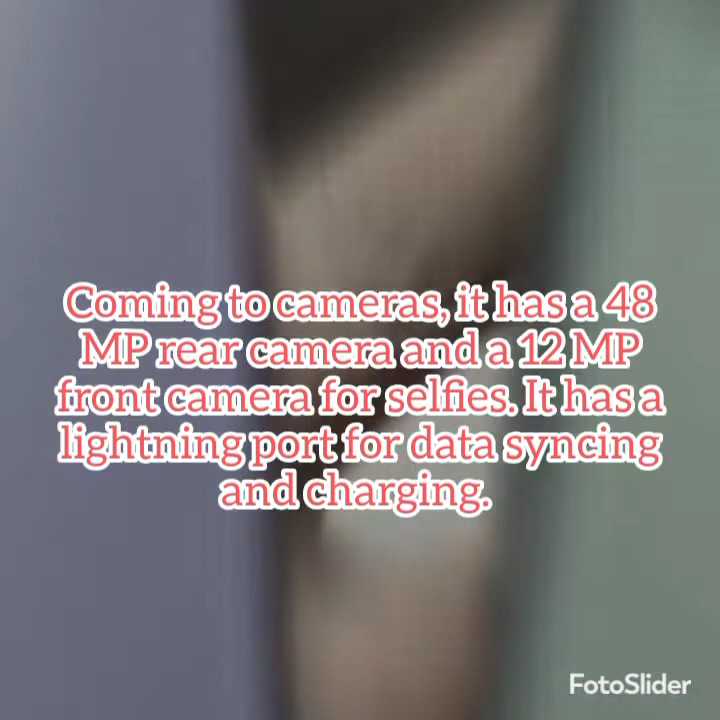 Coming to cameras, it has a 48
MP rear camera and a 12 MP
front camera for selfies. It has a
lightning port for data syncing
and charging.
FotoSlider